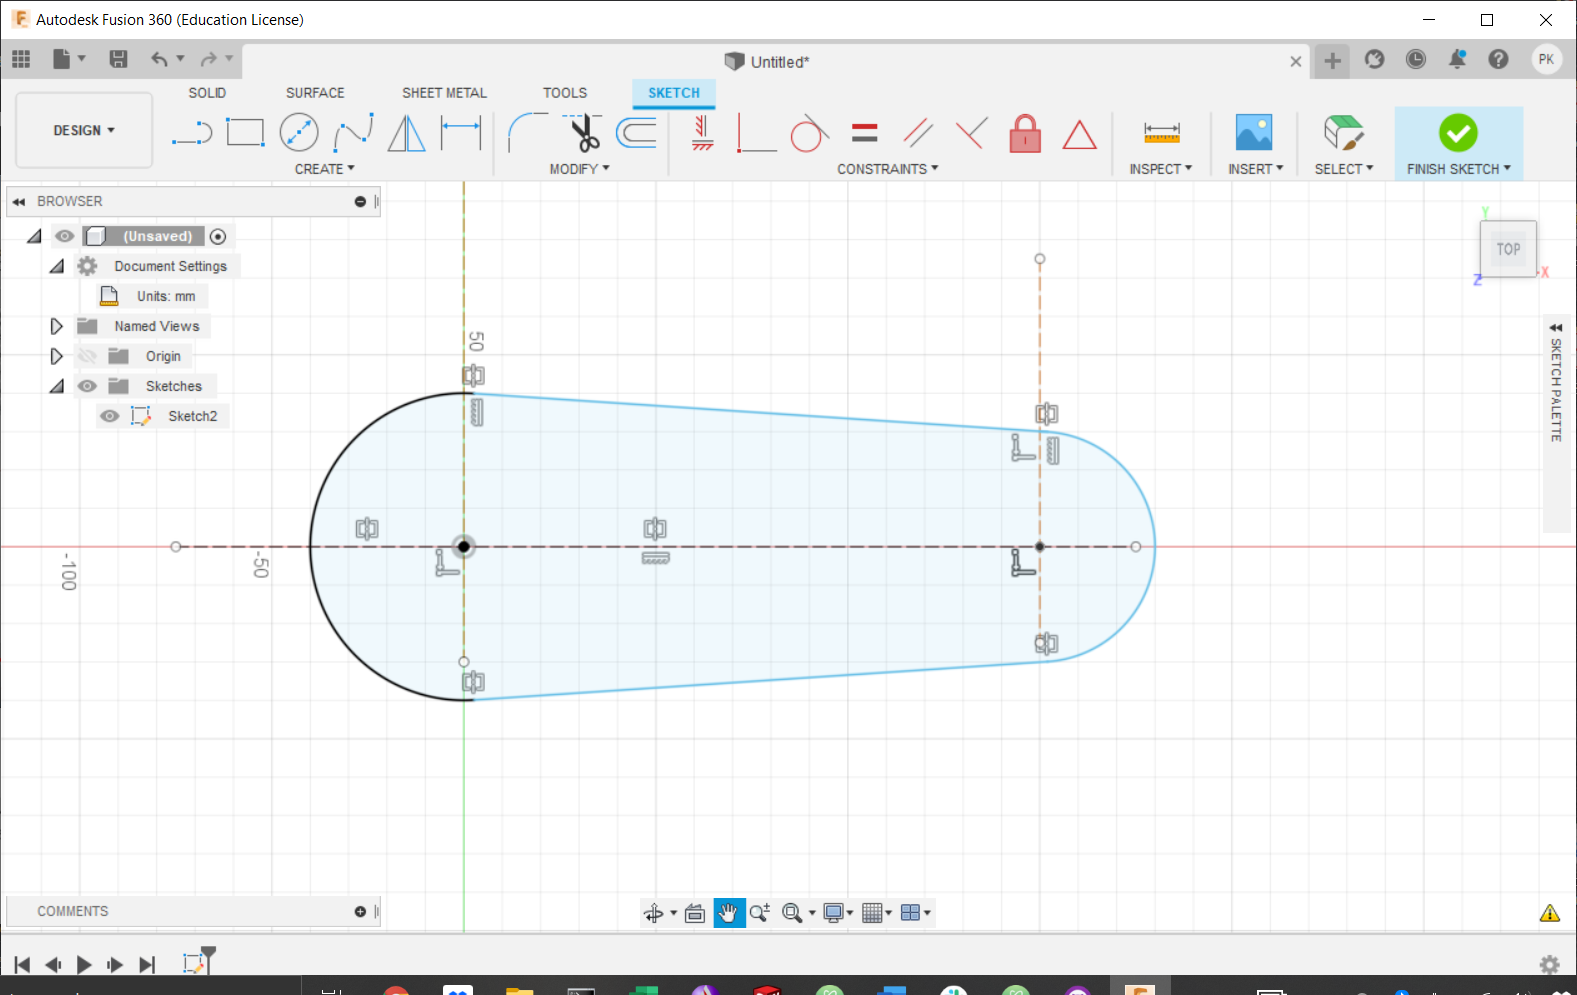 Autodesk Fusion 360 (Education License)
Untitled*
PK
SOLID
SURFACE
SHEET METAL
TOOLS
SKETCH
DESIGN
CREATE
MODIFY
CONSTRAINTS
INSPECT
INSERT
SELECT
FINISH SKETCH
BROWSER
(Unsaved)
Document Settings
Units: mm
Named Views
Origin
Sketches
Sketch2
Y
TOP
X
Z
SKETCH PALETTE
50
-50
-100
COMMENTS